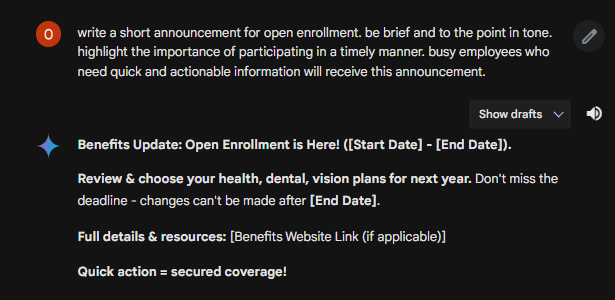 O
write a short announcement for open enrollment. be brief and to the point in tone.
highlight the importance of participating in a timely manner. busy employees who
need quick and actionable information will receive this announcement.
Show drafts
Benefits Update: Open Enrollment is Here! ([Start Date] - [End Date]).
Review & choose your health, dental, vision plans for next year. Don't miss the
deadline - changes can't be made after [End Date].
Full details & resources: [Benefits Website Link (if applicable)]
Quick action = secured coverage!